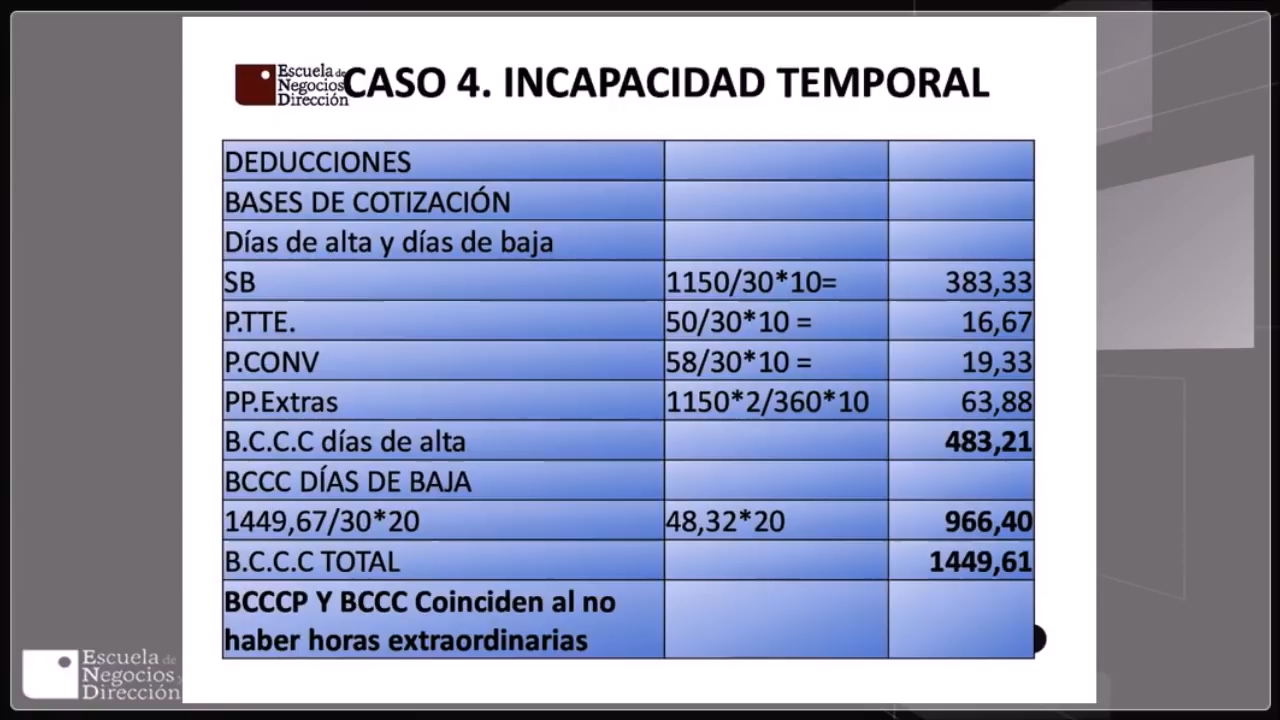 Escuela de
Negocios
Dirección
CASO 4. INCAPACIDAD TEMPORAL
DEDUCCIONES
BASES DE COTIZACIÓN
Días de alta y días de baja
SB 1150/30*10= 383,33
P.TTE. 50/30*10 = 16,67
P.CONV 58/30*10 = 19,33
PP.Extras 1150*2/360*10 63,88
B.C.C.C días de alta 483,21
BCCC DÍAS DE BAJA
1449,67/30*20 48,32*20 966,40
B.C.C.C TOTAL 1449,61
BCCCP Y BCCC Coinciden al no
haber horas extraordinarias
Escuela de
Negocios y
Dirección